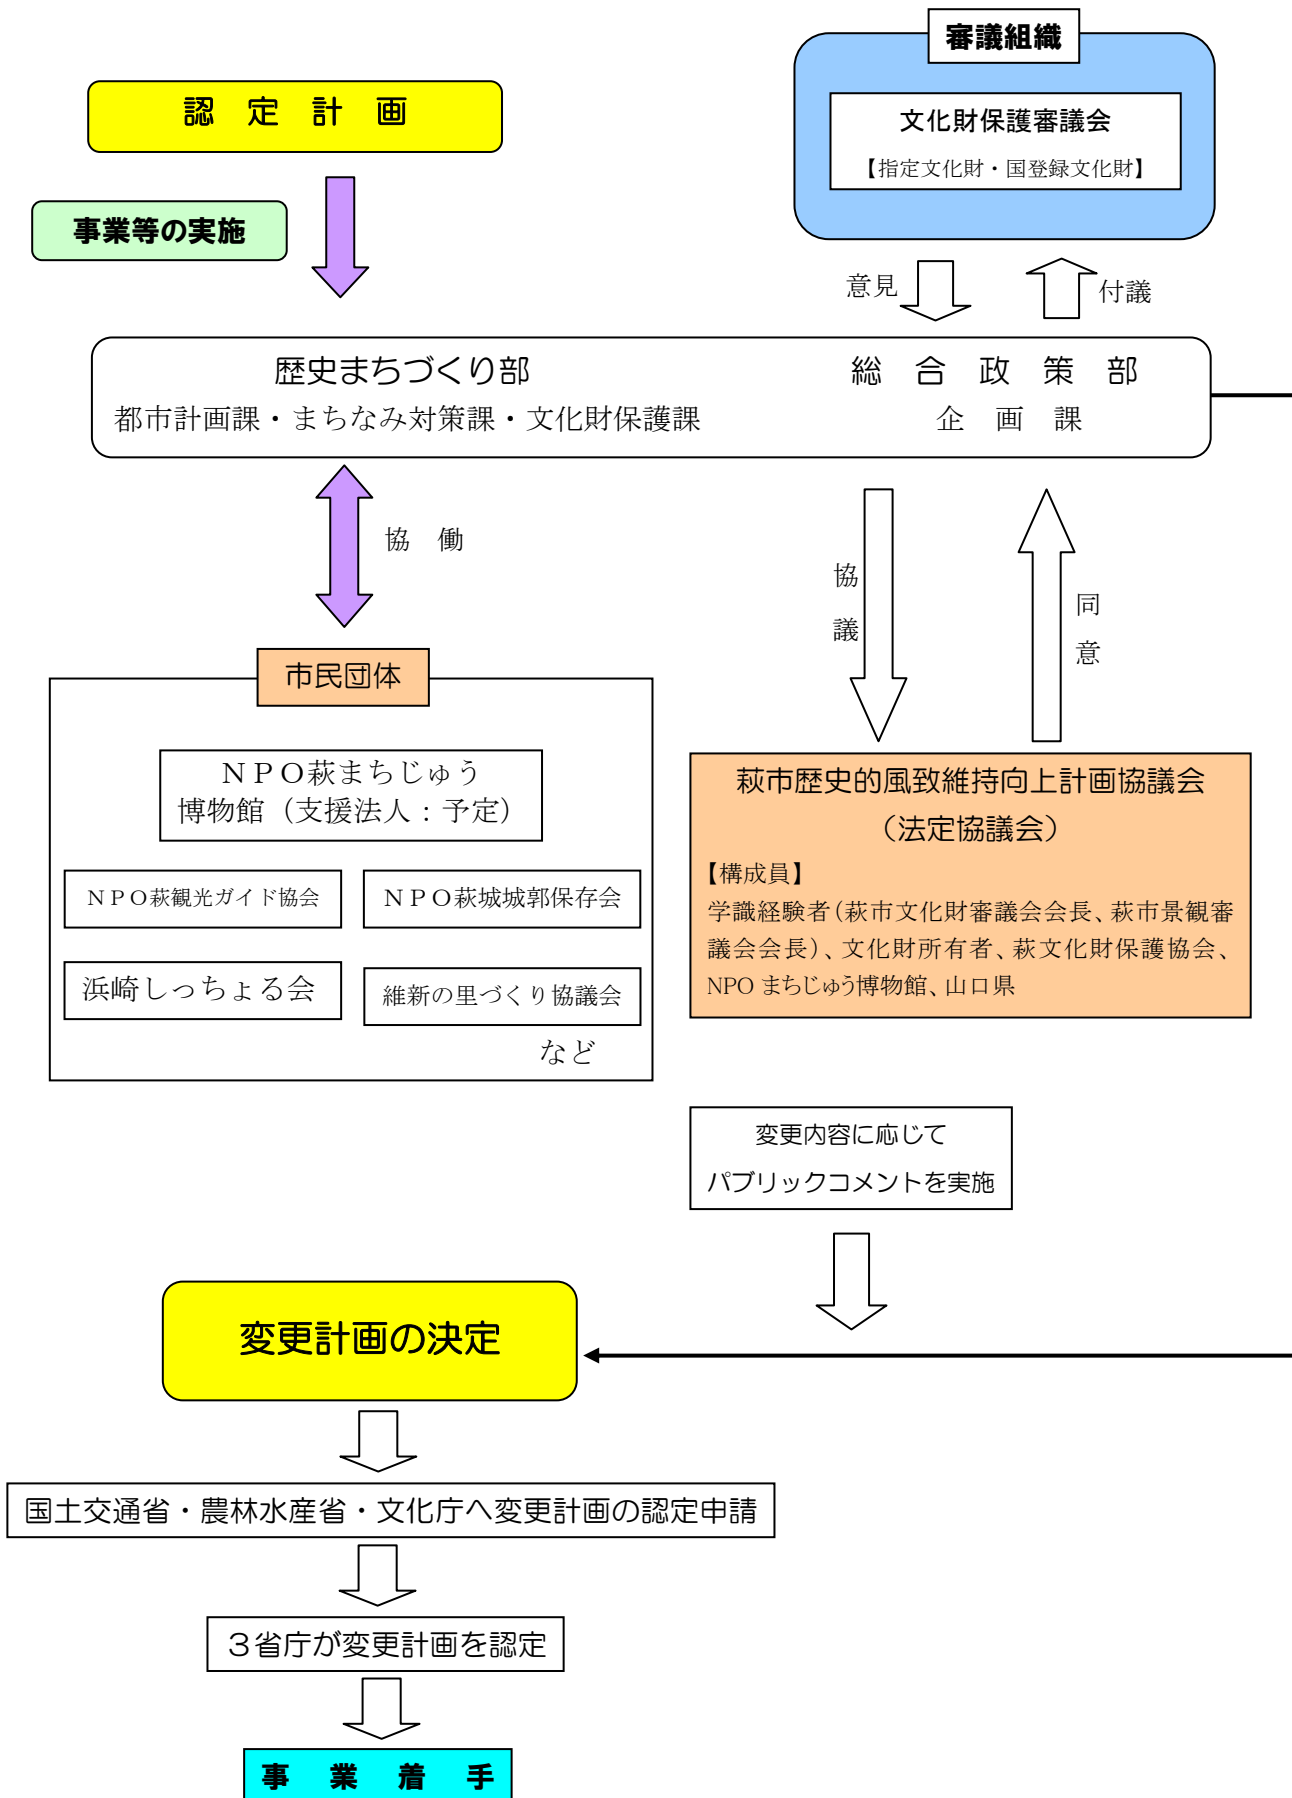 審議組織
文化財保護審議会
【指定文化財・国登録文化財】
認 定 計 画
事業等の実施
意見
付議
歴史まちづくり部
都市計画課・まちなみ対策課・文化財保護課
総 合 政 策 部
企 画 課
協 働
協議
同意
市民団体
ＮＰＯ萩まちじゅう
博物館（支援法人：予定）
ＮＰＯ萩観光ガイド協会
ＮＰＯ萩城城郭保存会
浜崎しっちょる会
維新の里づくり協議会
など
萩市歴史的風致維持向上計画協議会
（法定協議会）
【構成員】
学識経験者（萩市文化財審議会会長、萩市景観審
議会会長）、文化財所有者、萩文化財保護協会、
NPO まちじゅう博物館、山口県
変更内容に応じて
パブリックコメントを実施
変更計画の決定
国土交通省・農林水産省・文化庁へ変更計画の認定申請
３省庁が変更計画を認定
事 業 着 手